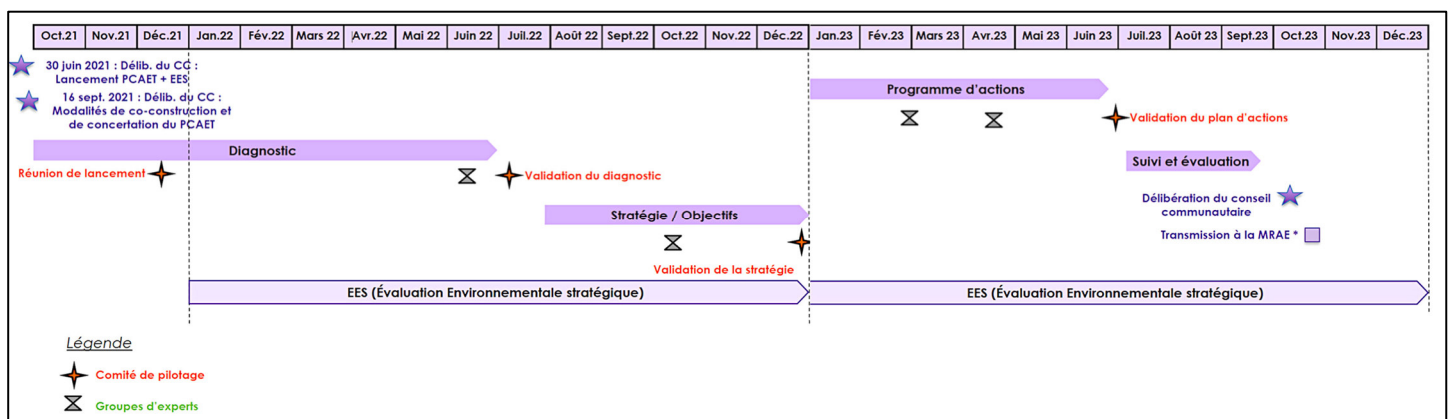 Oct.21 Nov.21 Déc.21 Jan.22 Fév.22 Mars 22 Avr.22 Mai 22 Juin 22 Juil.22 Août 22 Sept.22 Oct.22 Nov.22 Déc.22 Jan.23 Fév.23 Mars 23 Avr.23 Mai 23 Juin 23 Juil.23 Août 23 Sept.23 Oct.23 Nov.23 Déc.23
30 juin 2021 : Délib. du CC :
Lancement PCAET + EES
16 sept. 2021 : Délib. du CC :
Modalités de co-construction et
de concertation du PCAET
Programme d'actions
Validation du plan d'actions
Diagnostic
Suivi et évaluation
Réunion de lancement
Validation du diagnostic
Délibération du conseil
communautaire
Stratégie / Objectifs
Transmission à la MRAE *
Validation de la stratégie
EES (Évaluation Environnementale stratégique)
EES (Évaluation Environnementale stratégique)
Légende
Comité de pilotage
Groupes d'experts